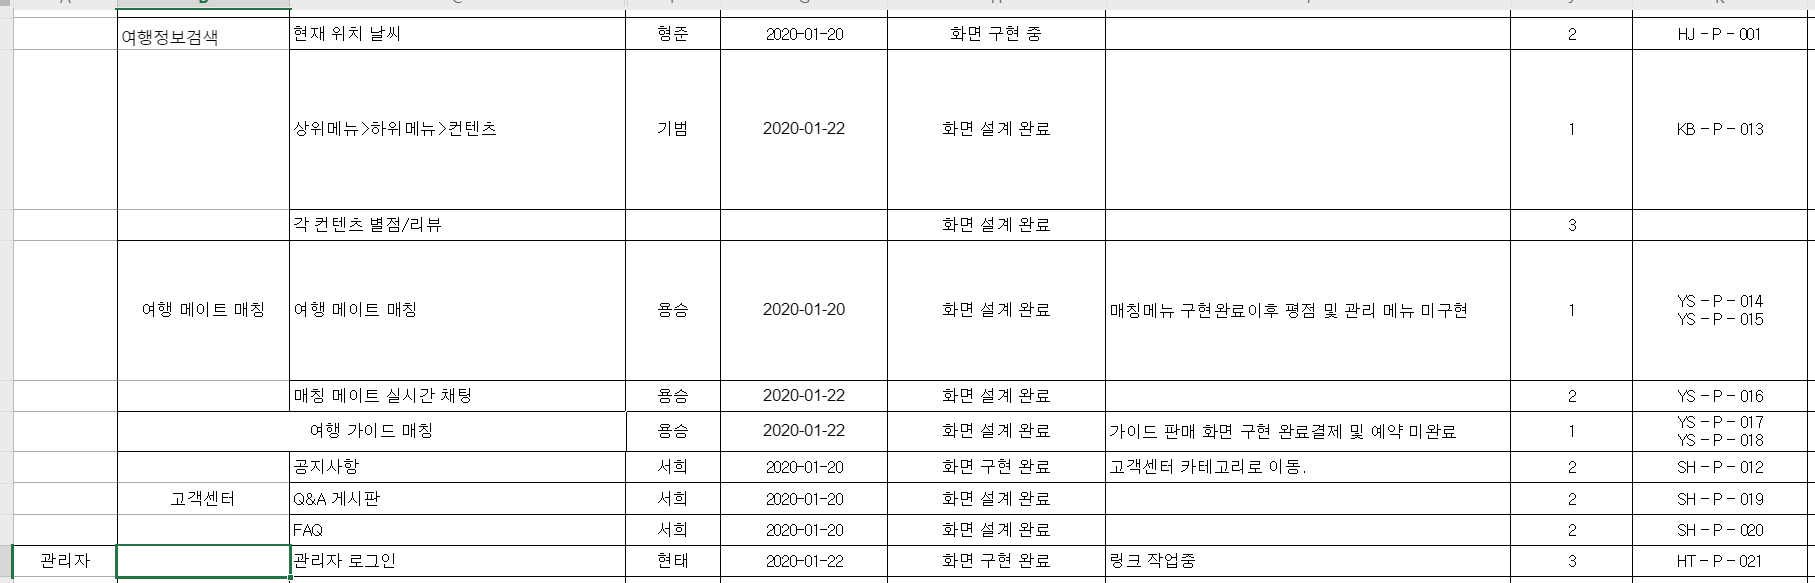 여행정보검색 현재 위치 날씨 형준 2020-01-20 화면 구현 중 2 HJ - P - 001
상위메뉴>하위메뉴>컨텐츠 기범 2020-01-22 화면 설계 완료 1 KB - P - 013
각 컨텐츠 별점/리뷰 화면 설계 완료 3
여행 메이트 매칭 여행 메이트 매칭 용승 2020-01-20 화면 설계 완료 매칭메뉴 구현완료이후 평점 및 관리 메뉴 미구현 1 YS - P - 014
YS - P - 015
매칭 메이트 실시간 채팅 용승 2020-01-22 화면 설계 완료 2 YS - P - 016
여행 가이드 매칭 용승 2020-01-22 화면 설계 완료 가이드 판매 화면 구현 완료결제 및 예약 미완료 1 YS - P - 017
YS - P - 018
공지사항 서희 2020-01-20 화면 구현 완료 고객센터 카테고리로 이동. 2 SH - P - 012
고객센터 Q&A 게시판 서희 2020-01-20 화면 설계 완료 2 SH - P - 019
FAQ 서희 2020-01-20 화면 설계 완료 2 SH - P - 020
관리자 관리자 로그인 현태 2020-01-22 화면 구현 완료 링크 작업중 3 HT - P - 021